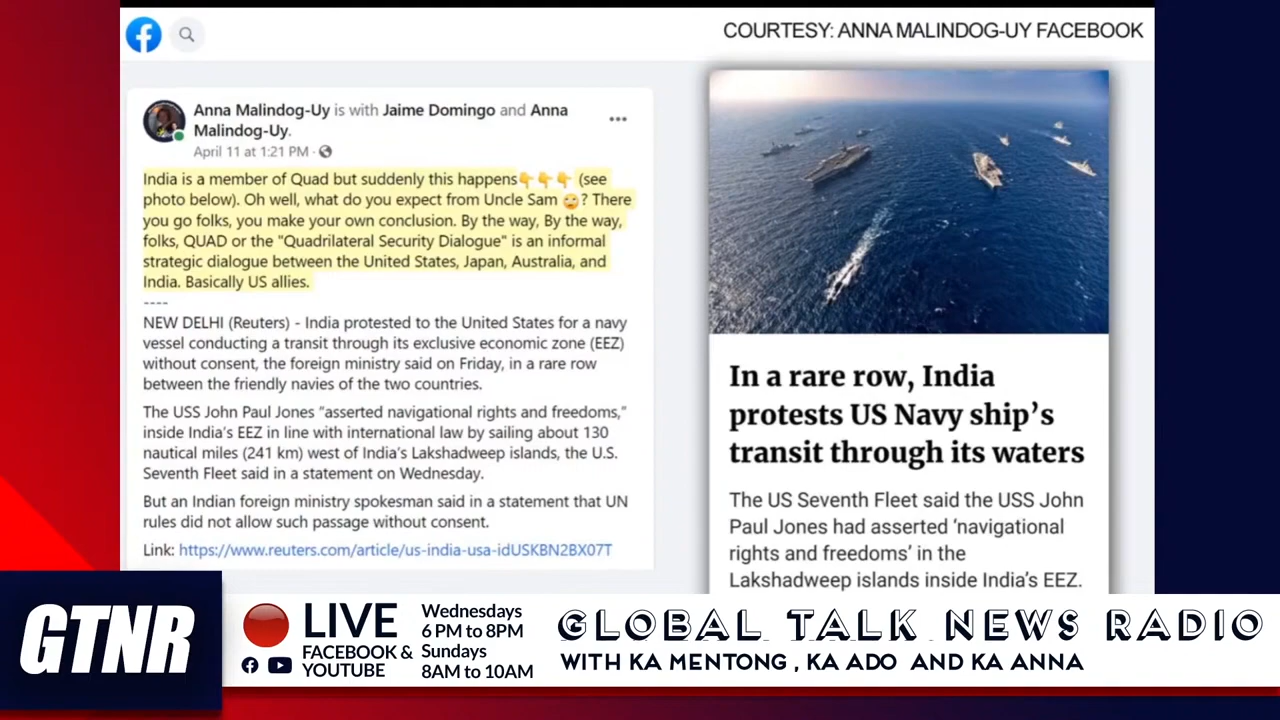 COURTESY: ANNA MALINDOG-UY FACEBOOK
Anna Malindog-Uy is with Jaime Domingo and Anna
Malindog-Uy.
April 11 at 1:21 PM ·
India is a member of Quad but suddenly this happens👇👇👇 (see
photo below). Oh well, what do you expect from Uncle Sam 🙄? There
you go folks, you make your own conclusion. By the way, By the way,
folks, QUAD or the "Quadrilateral Security Dialogue" is an informal
strategic dialogue between the United States, Japan, Australia, and
India. Basically US allies.
----
NEW DELHI (Reuters) - India protested to the United States for a navy
vessel conducting a transit through its exclusive economic zone (EEZ)
without consent, the foreign ministry said on Friday, in a rare row
between the friendly navies of the two countries.
The USS John Paul Jones “asserted navigational rights and freedoms,”
inside India’s EEZ in line with international law by sailing about 130
nautical miles (241 km) west of India’s Lakshadweep islands, the U.S.
Seventh Fleet said in a statement on Wednesday.
But an Indian foreign ministry spokesman said in a statement that UN
rules did not allow such passage without consent.
Link: https://www.reuters.com/article/us-india-usa-idUSKBN2BX07T
In a rare row, India
protests US Navy ship’s
transit through its waters
The US Seventh Fleet said the USS John
Paul Jones had asserted ‘navigational
rights and freedoms’ in the
Lakshadweep islands inside India’s EEZ.
GTNR
LIVE
FACEBOOK &
YOUTUBE
Wednesdays
6 PM to 8PM
Sundays
8AM to 10AM
GLOBAL TALK NEWS RADIO
WITH KA MENTONG , KA ADO AND KA ANNA